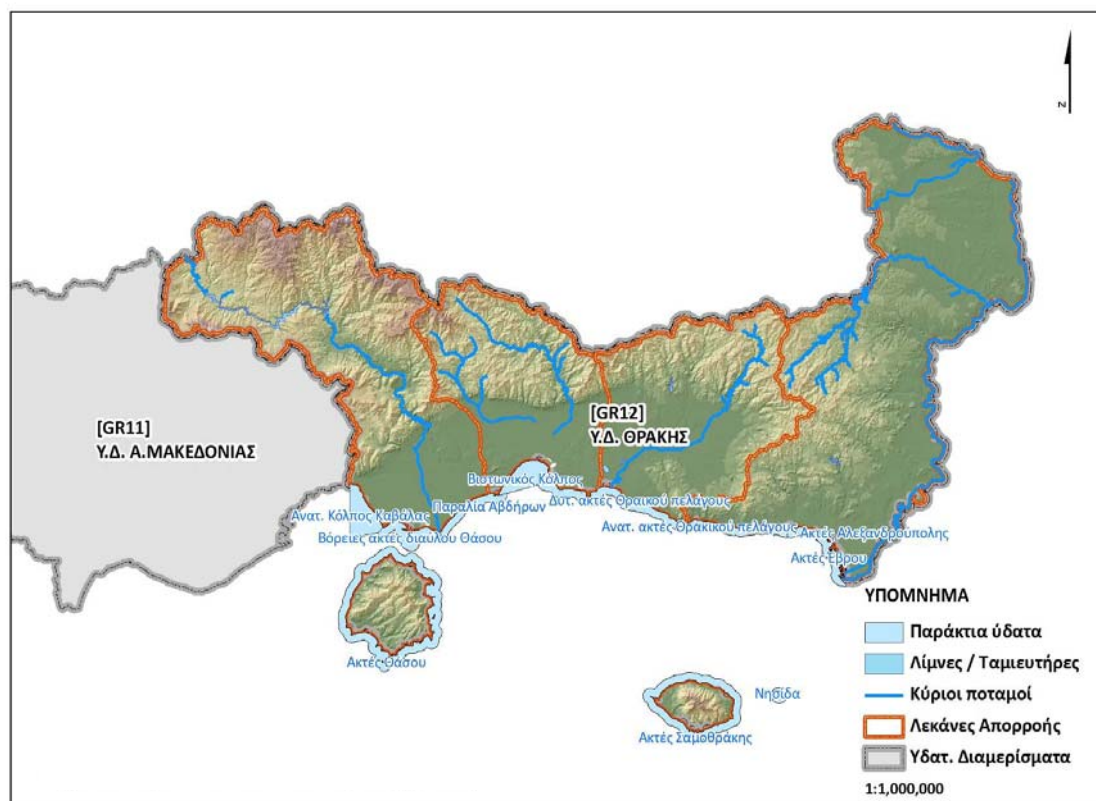 z
[GR11]
Υ.Δ. Α.ΜΑΚΕΔΟΝΙΑΣ
[GR12]
Υ.Δ. ΘΡΑΚΗΣ
Βιστωνικός Κόλπος
Δυτ. ακτές Θρακικού πελάγους
Παραλία Αβδήρων
Ανατ. Κόλπος Καβάλας
Ανατ. ακτές Θρακικού πελάγους
Ακτές Αλεξανδρούπολης
Βόρειες ακτές διαύλου Θάσου
Ακτές Έβρου
Ακτές Θάσου
Νησίδα
Ακτές Σαμοθράκης
ΥΠΟΜΝΗΜΑ
Παράκτια ύδατα
Λίμνες / Ταμιευτήρες
Κύριοι ποταμοί
Λεκάνες Απορροής
Υδατ. Διαμερίσματα
1:1,000,000